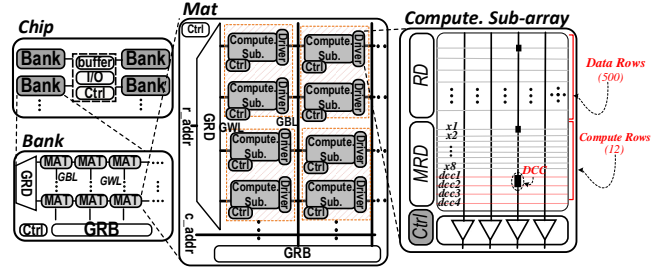 Chip
Bank
Bank
buffer
I/O
Ctrl
Bank
Bank
Bank
GRD
MAT
MAT
MAT
GBL
GWL
MAT
MAT
MAT
Ctrl
GRB
Mat
Ctrl
GRD
r_addr
c_addr
Compute.
Sub.
Driver
Ctrl
Compute.
Sub.
Driver
Ctrl
Compute.
Sub.
Driver
Ctrl
Compute.
Sub.
Driver
Ctrl
GWL
GBL
Compute.
Sub.
Driver
Ctrl
Compute.
Sub.
Driver
Ctrl
Compute.
Sub.
Driver
Ctrl
Compute.
Sub.
Driver
Ctrl
GRB
Compute. Sub-array
RD
MRD
Ctrl
x1
x2
x8
dcc1
dcc2
dcc3
dcc4
DCC
Data Rows
(500)
Compute Rows
(12)